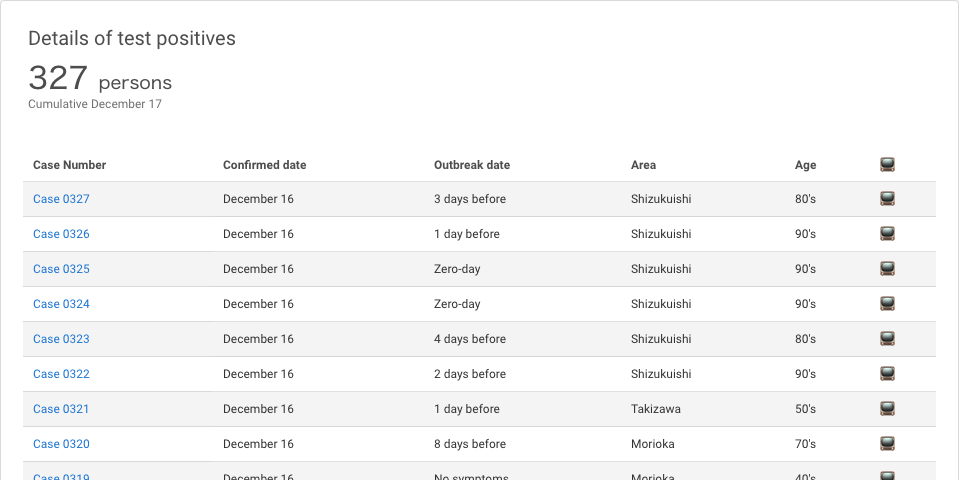 Details of test positives
327 persons
Cumulative December 17
Case Number Confirmed date Outbreak date Area Age
Case 0327 December 16 3 days before Shizukuishi 80's
Case 0326 December 16 1 day before Shizukuishi 90's
Case 0325 December 16 Zero-day Shizukuishi 90's
Case 0324 December 16 Zero-day Shizukuishi 90's
Case 0323 December 16 4 days before Shizukuishi 80's
Case 0322 December 16 2 days before Shizukuishi 90's
Case 0321 December 16 1 day before Takizawa 50's
Case 0320 December 16 8 days before Morioka 70's
Case 0319 December 16 No symptoms Morioka 40's